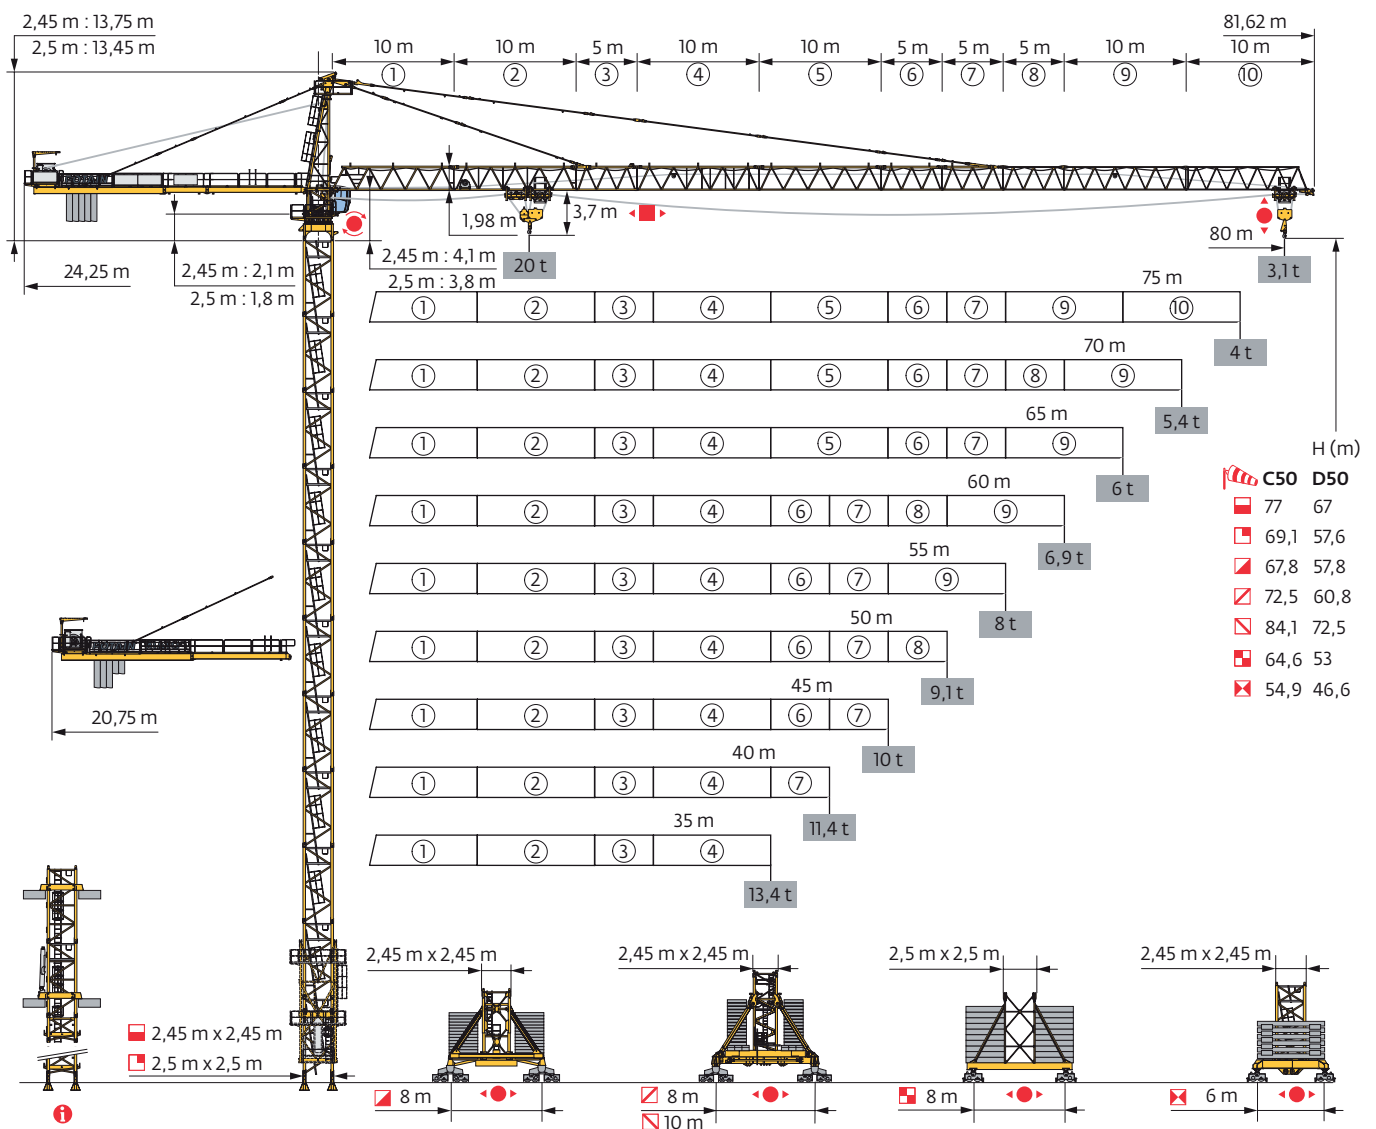 2,45 m : 13,75 m
2,5 m : 13,45 m
81,62 m
10 m 10 m 5 m 10 m 10 m 5 m 5 m 5 m 10 m 10 m
① ② ③ ④ ⑤ ⑥ ⑦ ⑧ ⑨ ⑩
1,98 m
3,7 m
80 m
24,25 m
2,45 m : 2,1 m
2,5 m : 1,8 m
2,45 m : 4,1 m
2,5 m : 3,8 m
20 t
3,1 t
75 m
① ② ③ ④ ⑤ ⑥ ⑦ ⑨ ⑩
4 t
70 m
① ② ③ ④ ⑤ ⑥ ⑦ ⑧ ⑨
5,4 t
65 m
① ② ③ ④ ⑤ ⑥ ⑦ ⑨
6 t
60 m
① ② ③ ④ ⑥ ⑦ ⑧ ⑨
6,9 t
55 m
① ② ③ ④ ⑥ ⑦ ⑨
8 t
50 m
① ② ③ ④ ⑥ ⑦ ⑧
9,1 t
45 m
① ② ③ ④ ⑥ ⑦
10 t
40 m
① ② ③ ④ ⑦
11,4 t
35 m
① ② ③ ④
13,4 t
H (m)
C50 D50
77 67
69,1 57,6
67,8 57,8
72,5 60,8
84,1 72,5
64,6 53
54,9 46,6
20,75 m
2,45 m x 2,45 m
2,5 m x 2,5 m
i
2,45 m x 2,45 m
8 m
2,45 m x 2,45 m
8 m
10 m
2,5 m x 2,5 m
8 m
2,45 m x 2,45 m
6 m